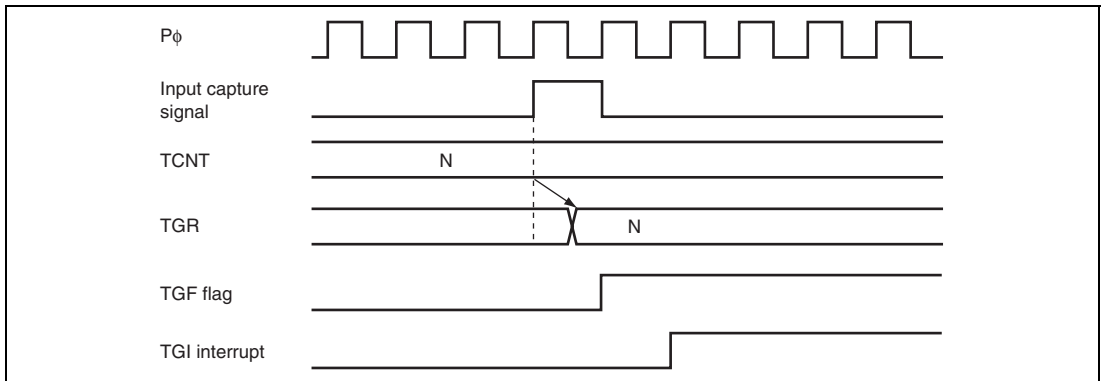 Pϕ
Input capture
signal
TCNT
N
TGR
N
TGF flag
TGI interrupt